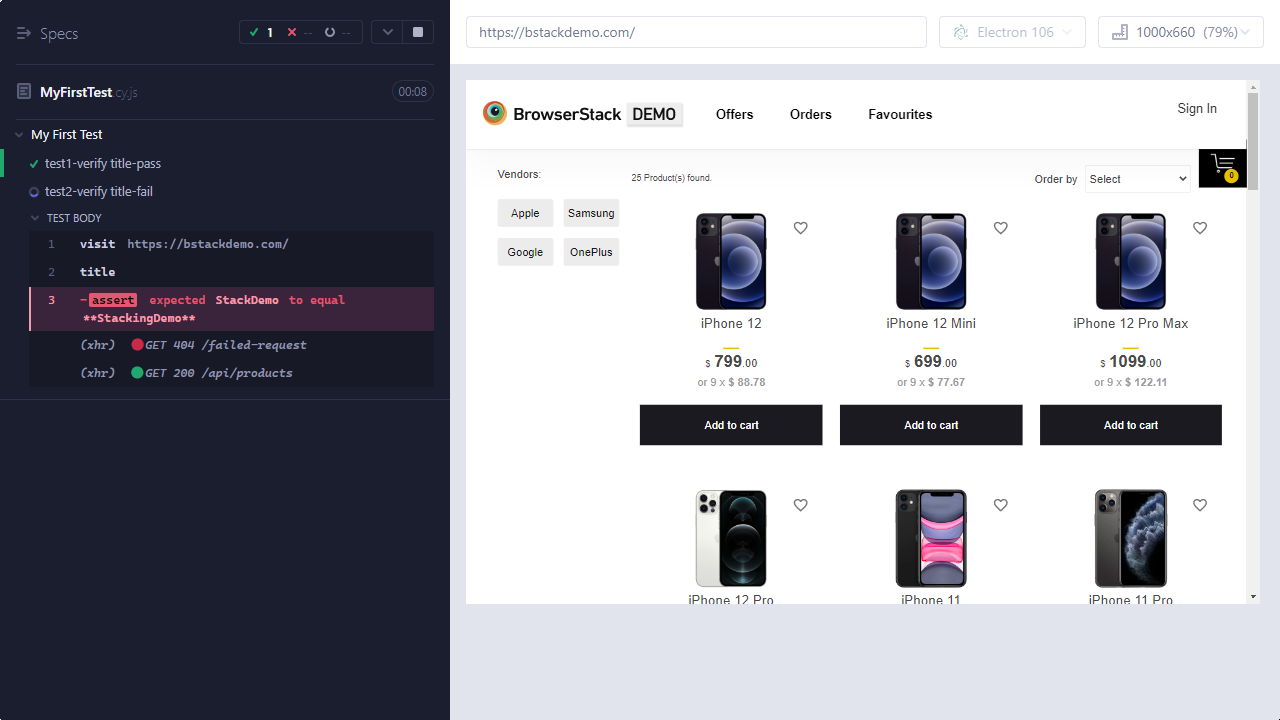 Specs
1
--
--
MyFirstTest.cy.js
00:08
My First Test
test1-verify title-pass
test2-verify title-fail
TEST BODY
1 visit https://bstackdemo.com/
2 title
3 -assert expected StackDemo to equal
**StackingDemo**
(xhr) GET 404 /failed-request
(xhr) GET 200 /api/products
https://bstackdemo.com/
Electron 106
1000x660 (79%)
BrowserStack DEMO
Offers
Orders
Favourites
Sign In
Vendors:
25 Product(s) found.
Order by
Select
0
Apple
Samsung
Google
OnePlus
iPhone 12
iPhone 12 Mini
iPhone 12 Pro Max
$ 799.00
$ 699.00
$ 1099.00
or 9 x $ 88.78
or 9 x $ 77.67
or 9 x $ 122.11
Add to cart
Add to cart
Add to cart
iPhone 12 Pro
iPhone 11
iPhone 11 Pro